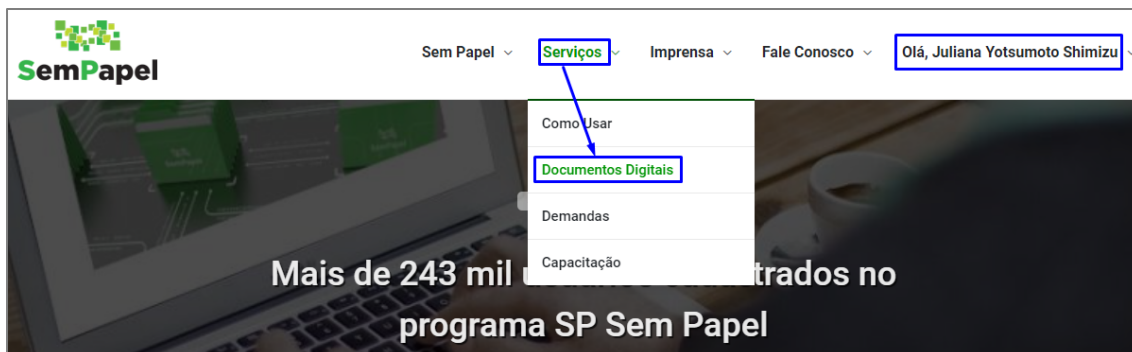 SemPapel
Sem Papel Serviços Imprensa Fale Conosco Olá, Juliana Yotsumoto Shimizu
Como Usar
Documentos Digitais
Demandas
Capacitação
Mais de 243 mil trados no
programa SP Sem Papel